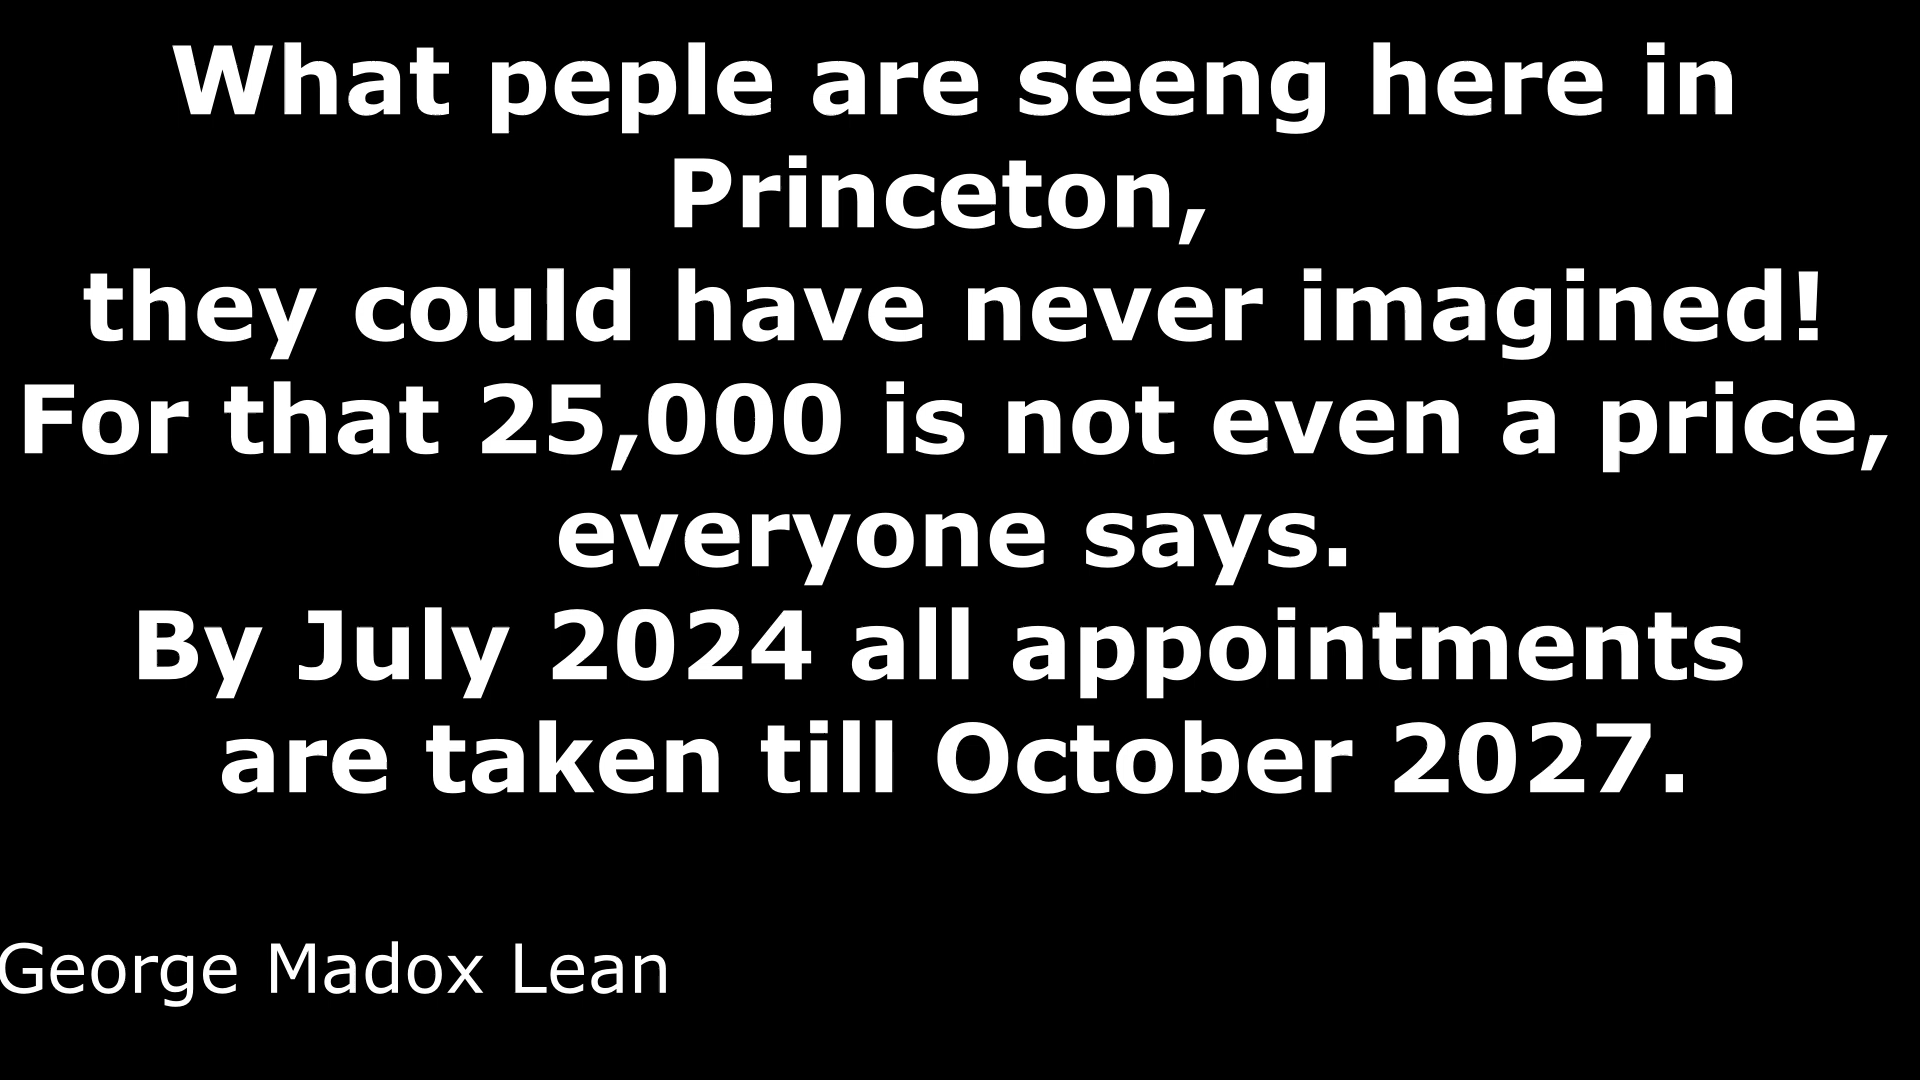 What peple are seeng here in
Princeton,
they could have never imagined!
For that 25,000 is not even a price,
everyone says.
By July 2024 all appointments
are taken till October 2027.
George Madox Lean